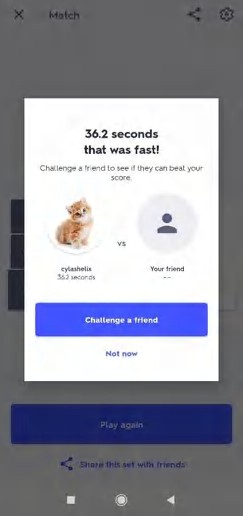 Match
36.2 seconds
that was fast!
Challenge a friend to see if they can beat your
score.
vs
cylashelix
36.2 seconds
Your friend
--
Challenge a friend
Not now
Play again
Share this set with friends